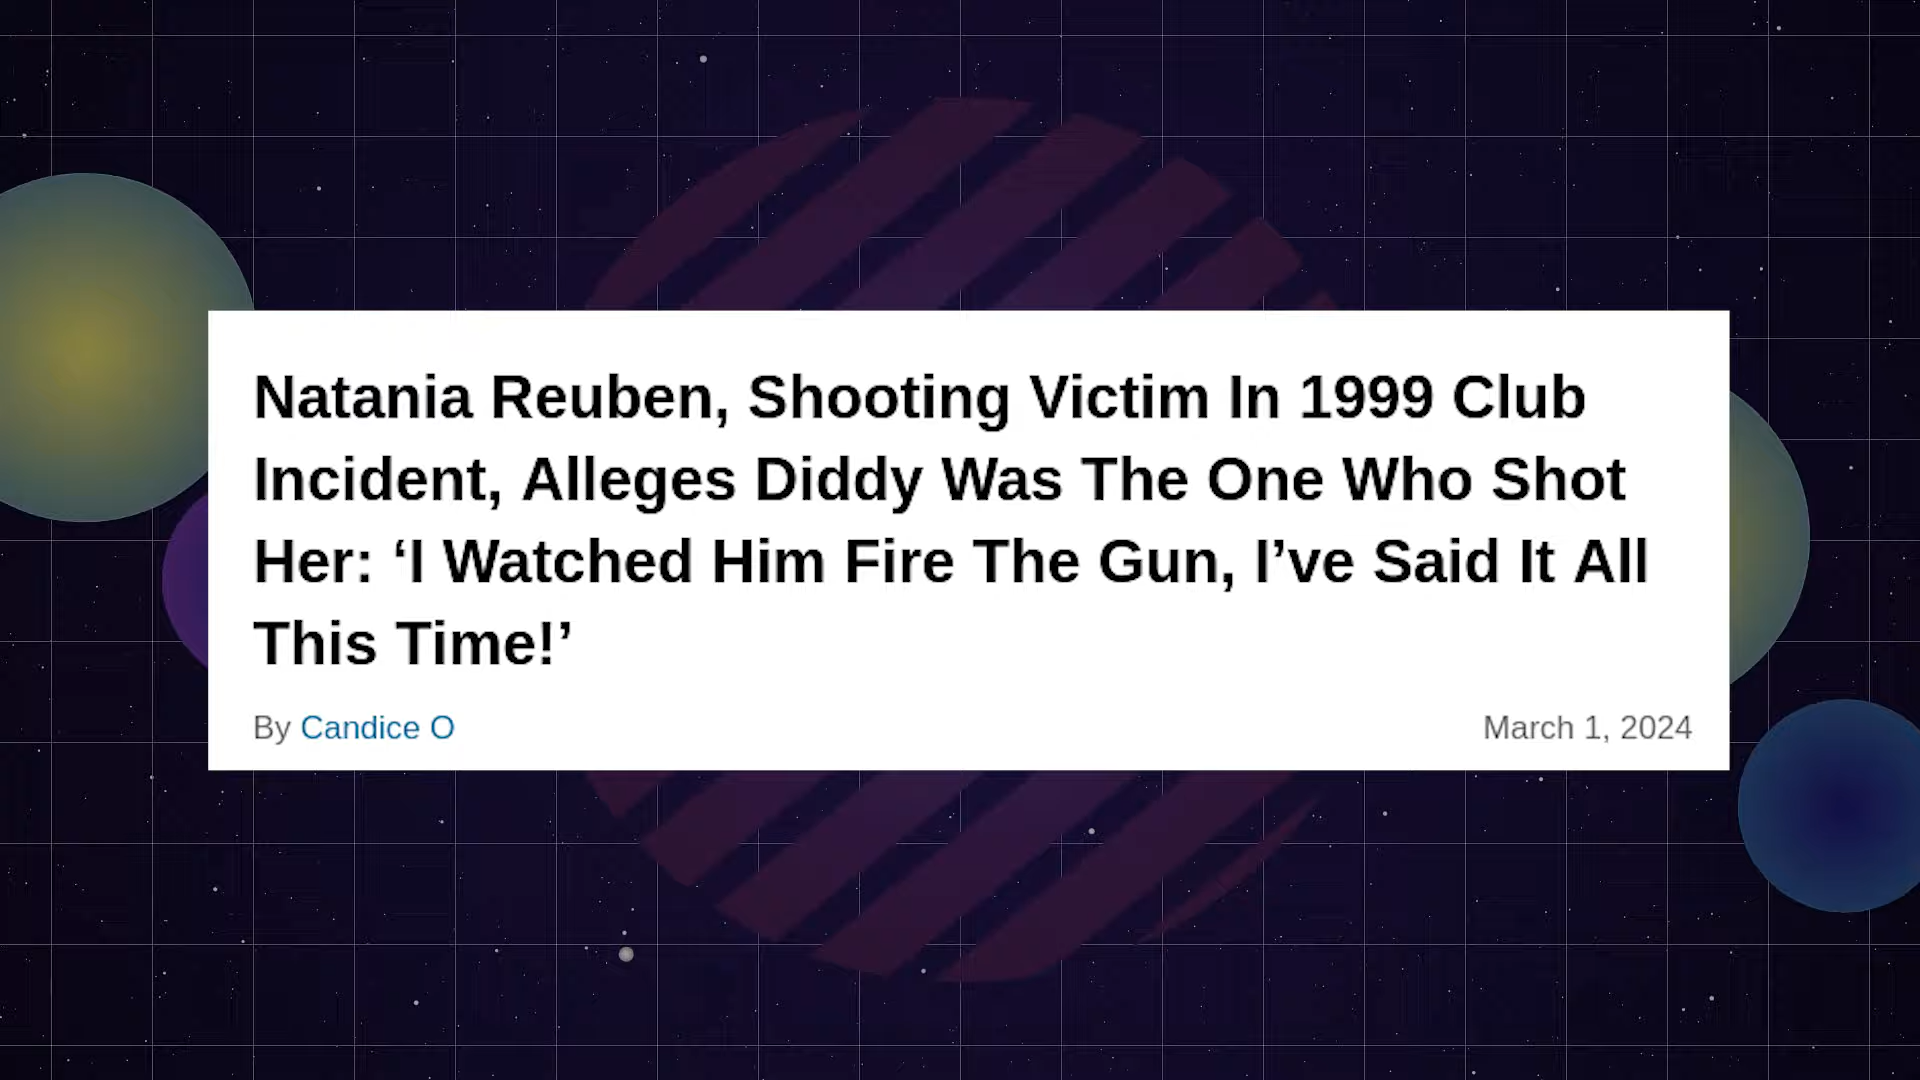 Natania Reuben, Shooting Victim In 1999 Club
Incident, Alleges Diddy Was The One Who Shot
Her: ‘I Watched Him Fire The Gun, I’ve Said It All
This Time!’
By Candice O
March 1, 2024